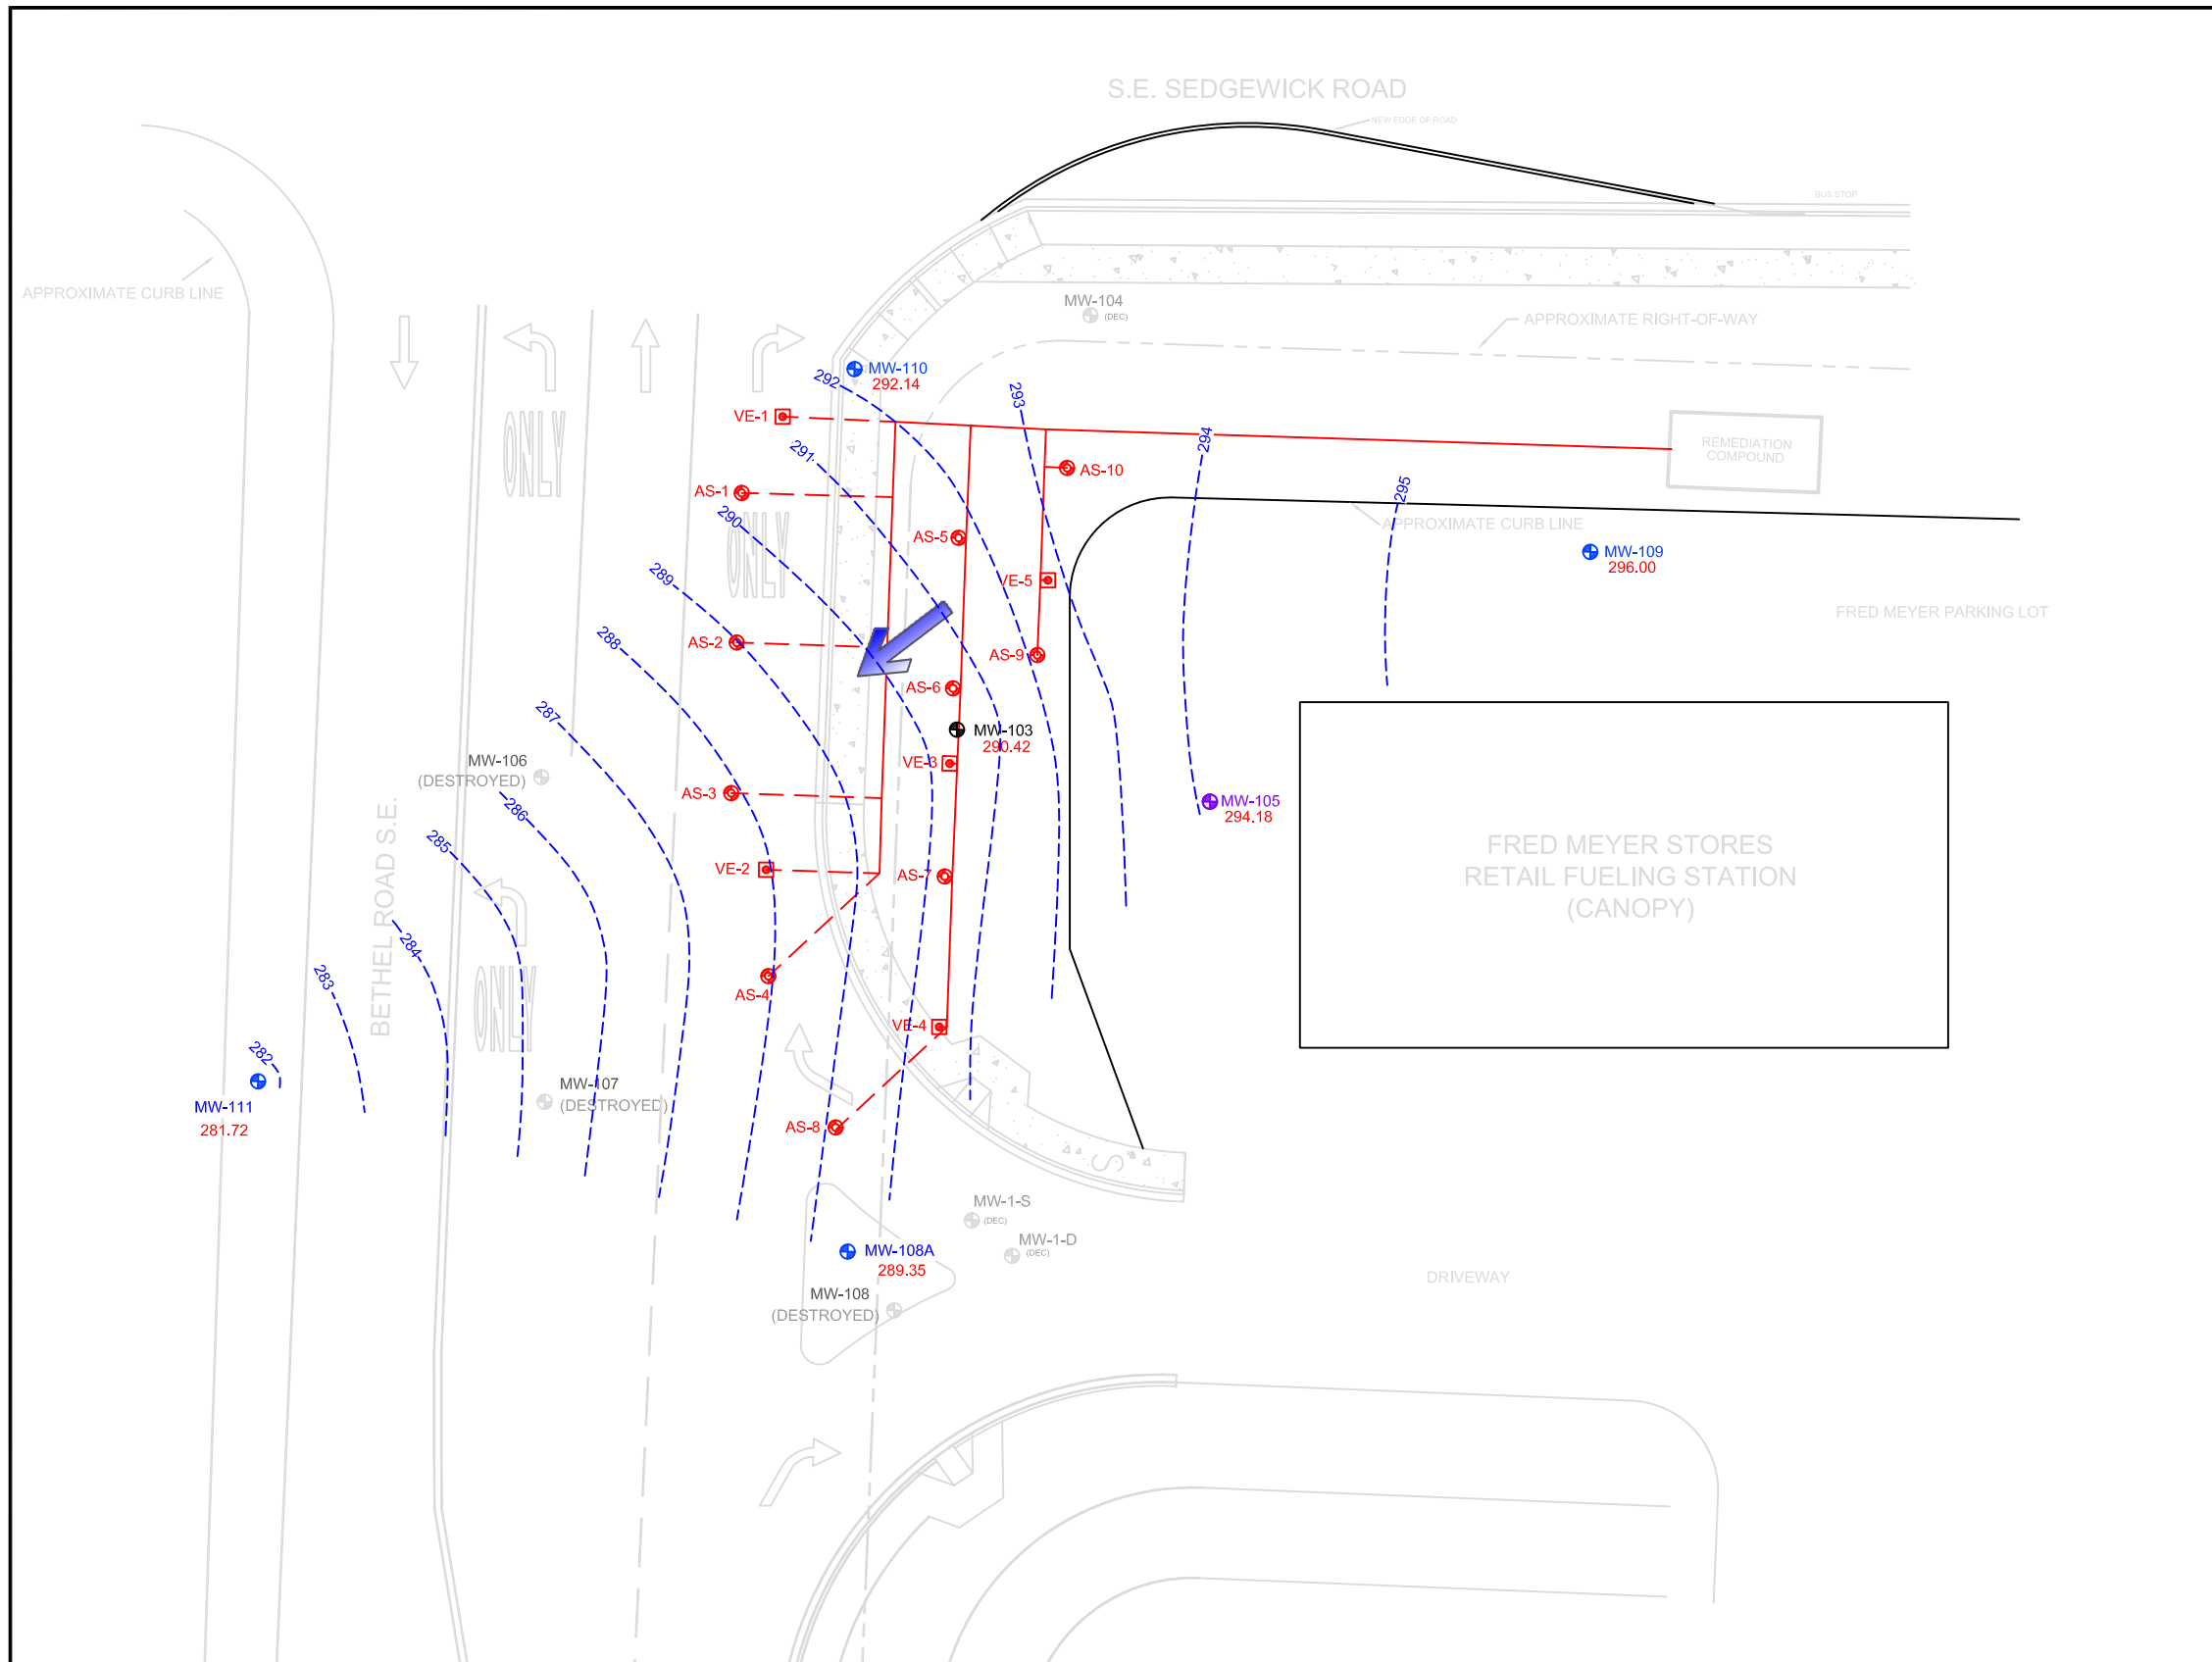 S.E. SEDGEWICK ROAD
NEW EDGE OF ROAD
BUS STOP
APPROXIMATE CURB LINE
MW-104
(DEC)
APPROXIMATE RIGHT-OF-WAY
MW-110
292.14
292
293
VE-1
294
REMEDIATION
COMPOUND
291
AS-10
ONLY
295
AS-1
290
APPROXIMATE CURB LINE
ONLY
AS-5
MW-109
296.00
289
VE-5
FRED MEYER PARKING LOT
288
AS-2
AS-9
AS-6
287
MW-103
290.42
MW-106
(DESTROYED)
VE-3
AS-3
MW-105
294.18
286
285
BETHEL ROAD S.E.
FRED MEYER STORES
RETAIL FUELING STATION
(CANOPY)
VE-2
AS-7
284
283
AS-4
ONLY
VE-4
282
MW-107
(DESTROYED)
MW-111
281.72
AS-8
S
MW-1-S
(DEC)
MW-1-D
(DEC)
MW-108A
289.35
DRIVEWAY
MW-108
(DESTROYED)